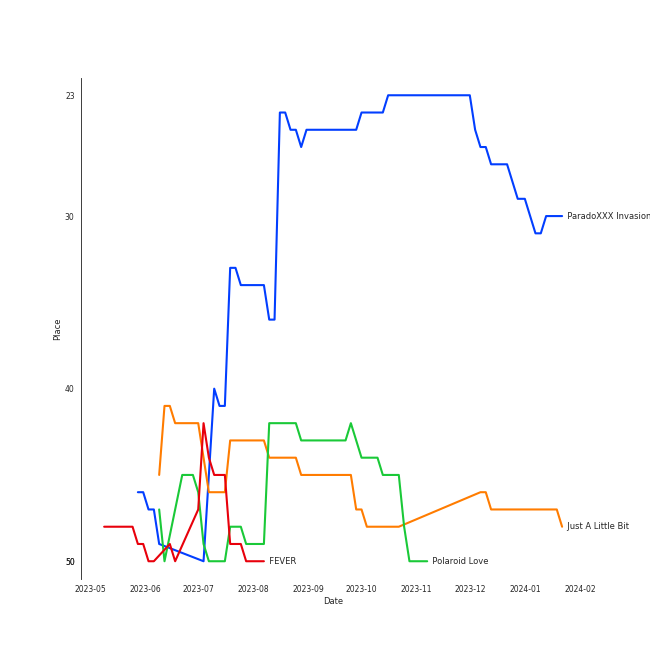 23
30
ParadoXXX Invasion
Place
40
Just A Little Bit
50
FEVER
Polaroid Love
2023-05
2023-06
2023-07
2023-08
2023-09
2023-10
2023-11
2023-12
2024-01
2024-02
Date